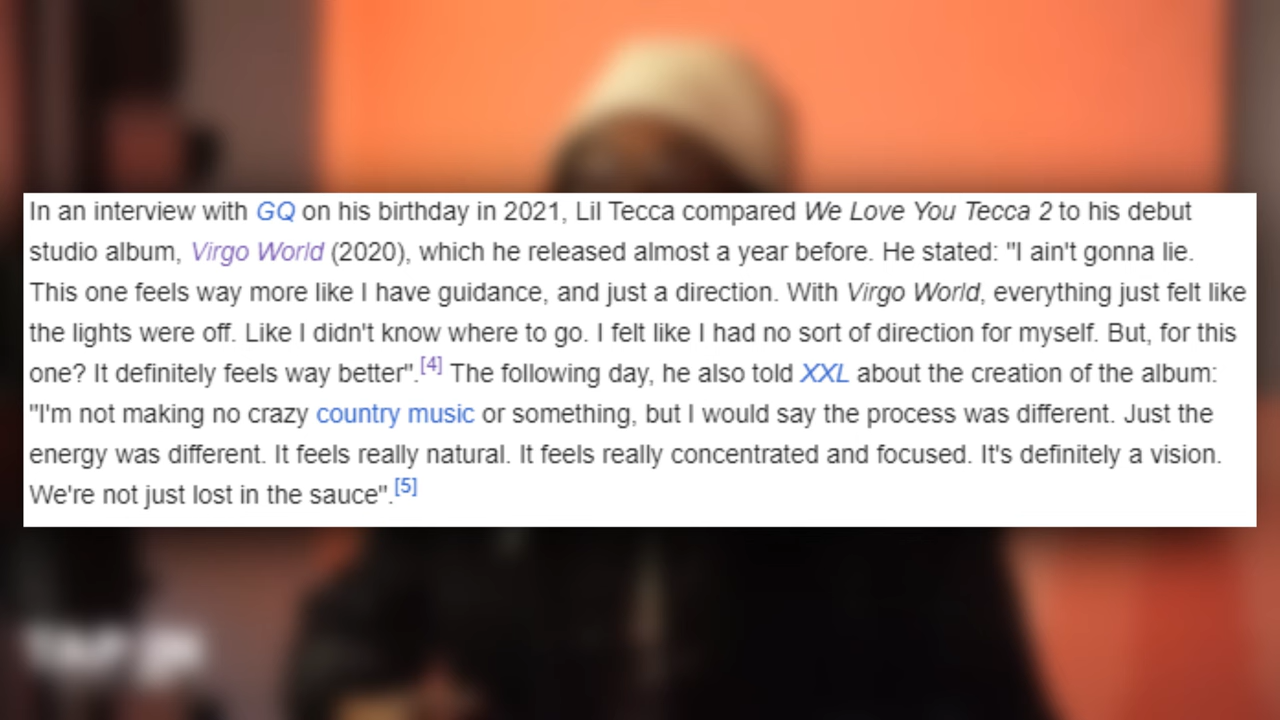 In an interview with GQ on his birthday in 2021, Lil Tecca compared We Love You Tecca 2 to his debut
studio album, Virgo World (2020), which he released almost a year before. He stated: "I ain't gonna lie.
This one feels way more like I have guidance, and just a direction. With Virgo World, everything just felt like
the lights were off. Like I didn't know where to go. I felt like I had no sort of direction for myself. But, for this
one? It definitely feels way better".[4] The following day, he also told XXL about the creation of the album:
"I'm not making no crazy country music or something, but I would say the process was different. Just the
energy was different. It feels really natural. It feels really concentrated and focused. It's definitely a vision.
We're not just lost in the sauce".[5]